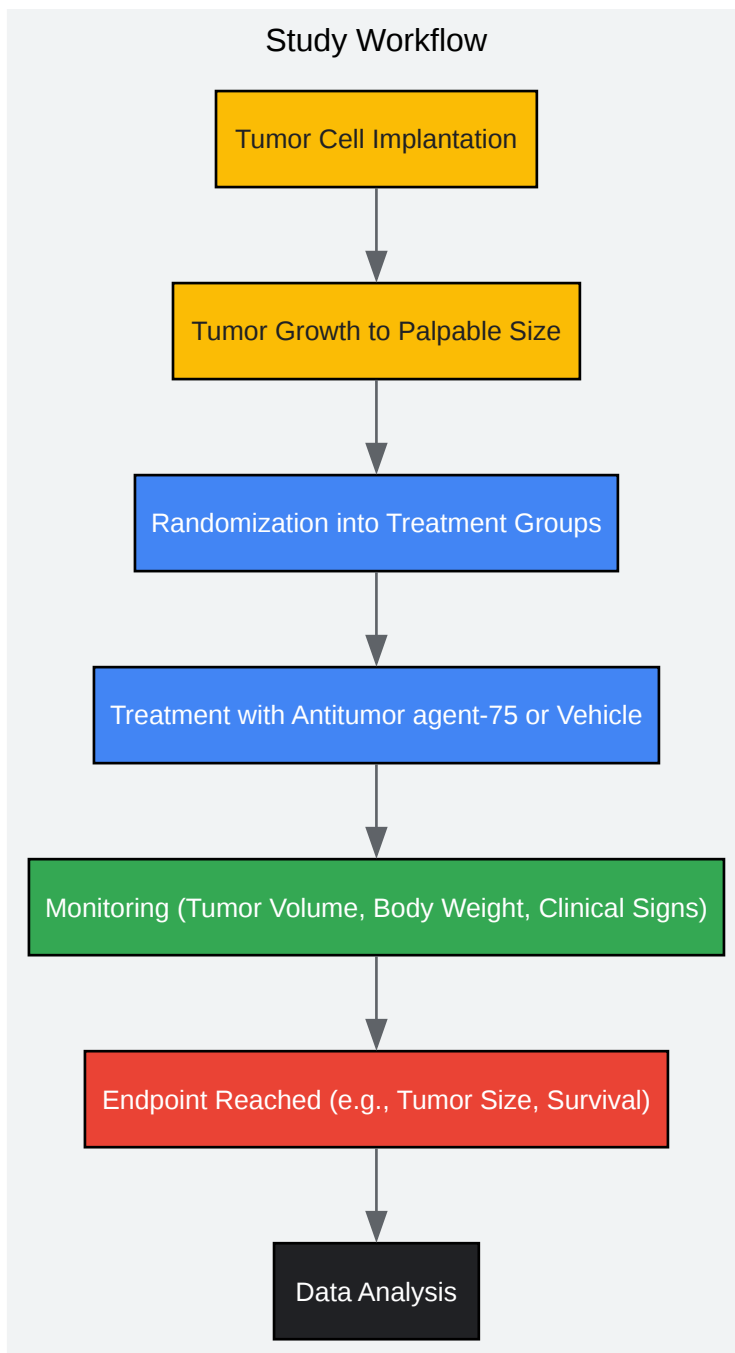 Study Workflow
Tumor Cell Implantation
Tumor Growth to Palpable Size
Randomization into Treatment Groups
Treatment with Antitumor agent-75 or Vehicle
Monitoring (Tumor Volume, Body Weight, Clinical Signs)
Endpoint Reached (e.g., Tumor Size, Survival)
Data Analysis